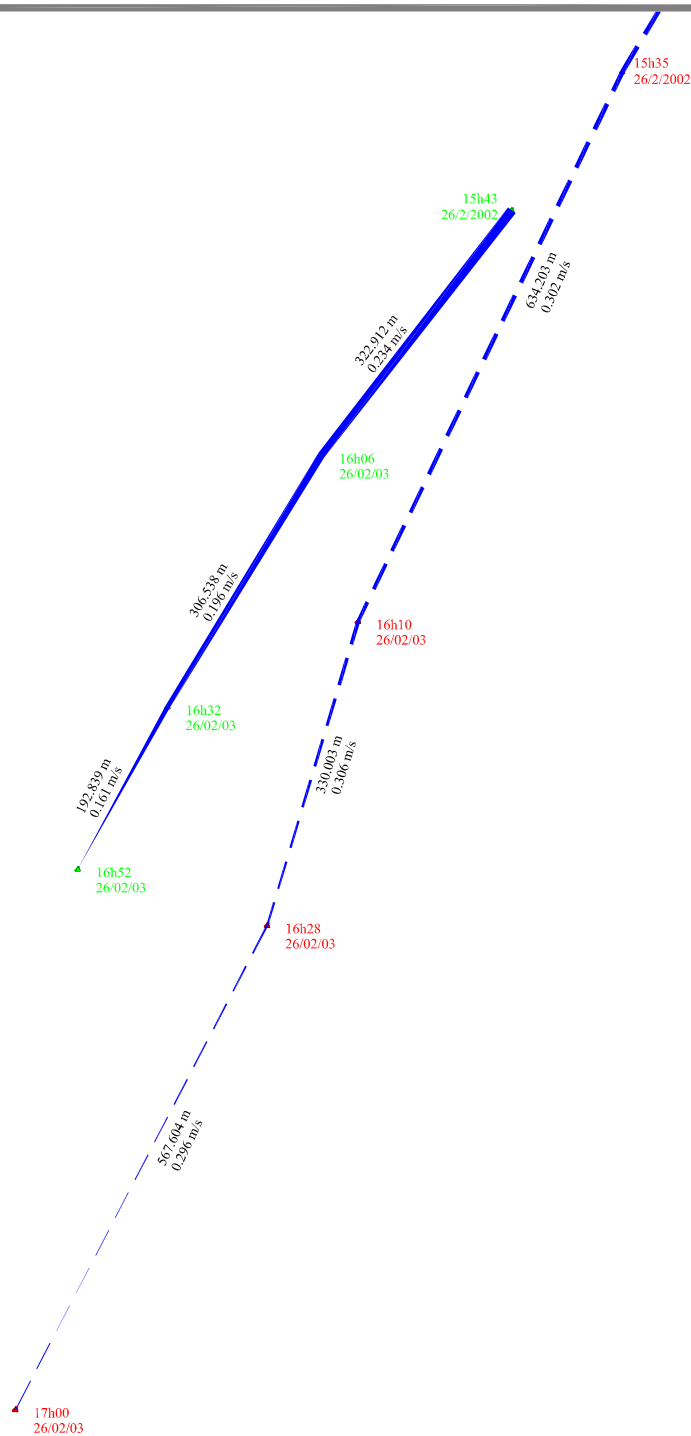 15h35
26/2/2002
15h43
26/2/2002
634.203 m
0.302 m/s
322.912 m
0.234 m/s
16h06
26/02/03
306.538 m
0.196 m/s
16h10
26/02/03
16h32
26/02/03
330.003 m
0.306 m/s
192.839 m
0.161 m/s
16h52
26/02/03
16h28
26/02/03
567.604 m
0.296 m/s
17h00
26/02/03